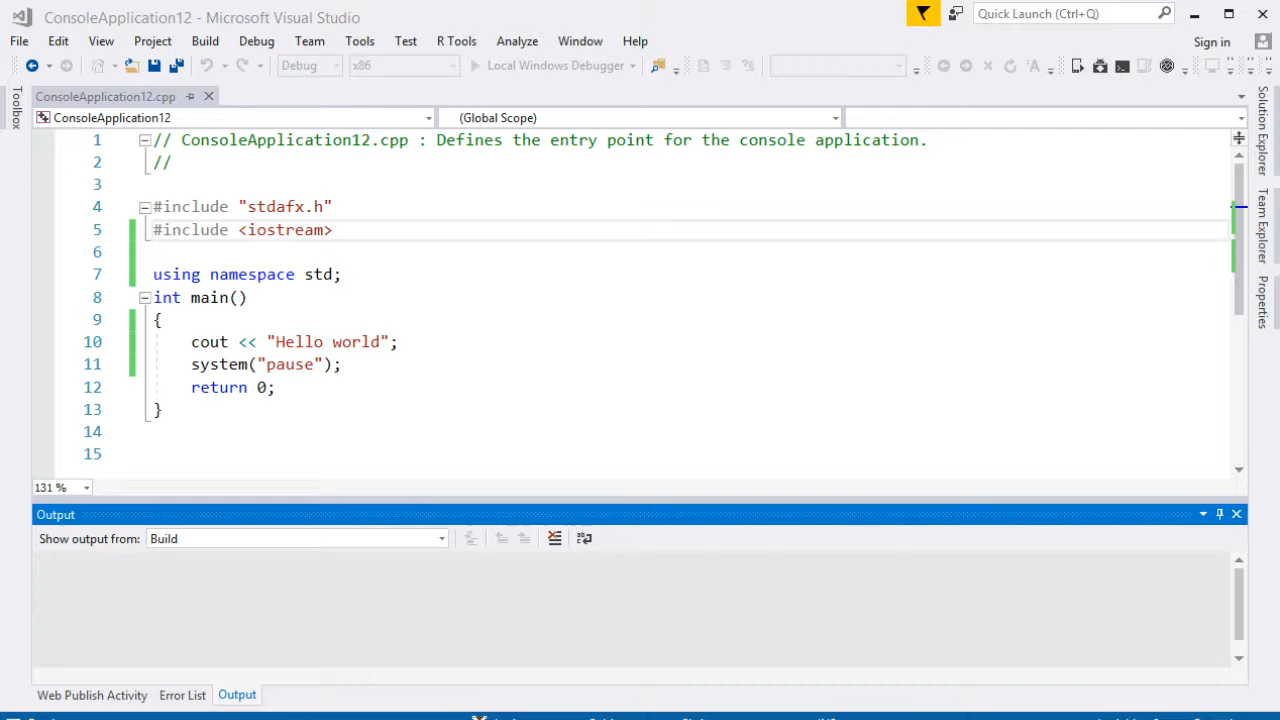 ConsoleApplication12 - Microsoft Visual Studio
Quick Launch (Ctrl+Q)
File Edit View Project Build Debug Team Tools Test R Tools Analyze Window Help
Sign in
Debug x86 Local Windows Debugger
ConsoleApplication12.cpp
ConsoleApplication12 (Global Scope)
1 // ConsoleApplication12.cpp : Defines the entry point for the console application.
2 //
3
4 #include "stdafx.h"
5 #include <iostream>
6
7 using namespace std;
8 int main()
9 {
10 cout << "Hello world";
11 system("pause");
12 return 0;
13 }
14
15
131 %
Output
Show output from: Build
Web Publish Activity Error List Output
Toolbox
Solution Explorer
Team Explorer
Properties